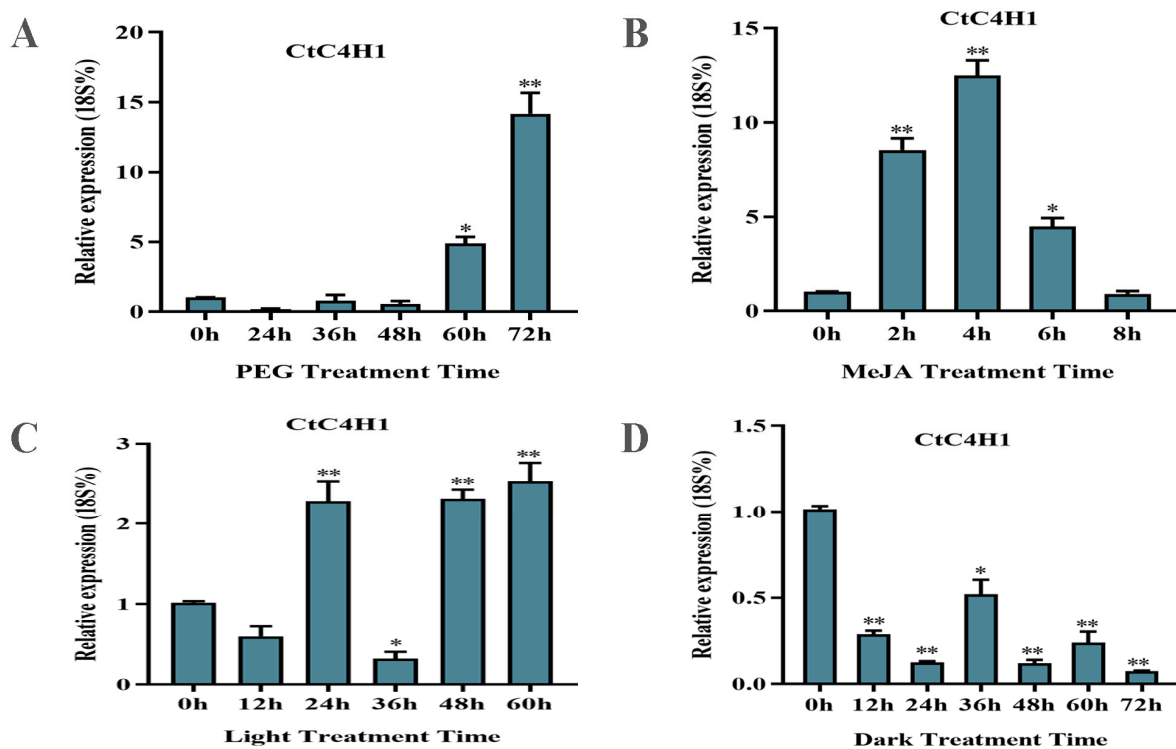 A
CtC4H1
Relative expression (18S%)
20
15
10
5
0
*
**
0h 24h 36h 48h 60h 72h
PEG Treatment Time
B
CtC4H1
Relative expression (18S%)
15
10
5
0
**
**
*
0h 2h 4h 6h 8h
MeJA Treatment Time
C
CtC4H1
Relative expression (18S%)
3
2
1
0
**
*
**
**
0h 12h 24h 36h 48h 60h
Light Treatment Time
D
CtC4H1
Relative expression (18S%)
1.5
1.0
0.5
0.0
**
**
*
**
**
**
0h 12h 24h 36h 48h 60h 72h
Dark Treatment Time